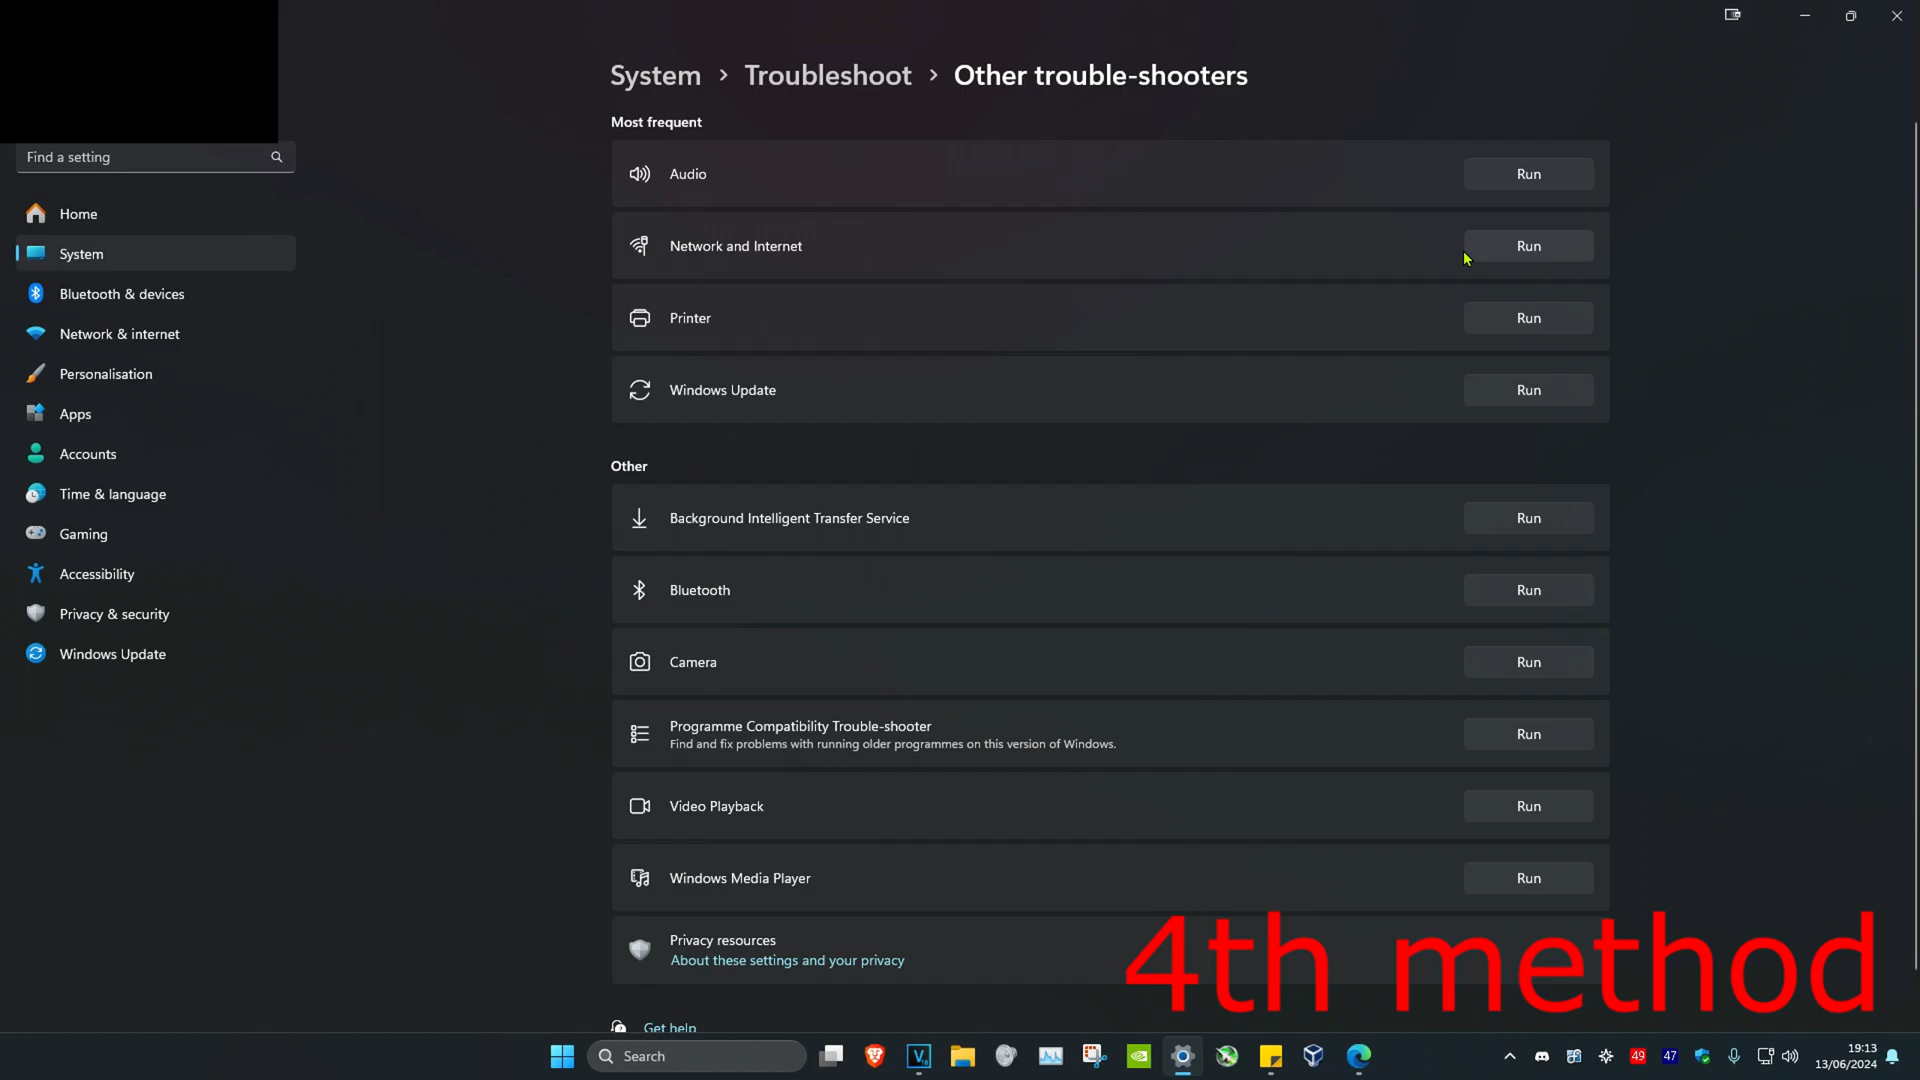 System > Troubleshoot > Other trouble-shooters
Find a setting
Home
System
Bluetooth & devices
Network & internet
Personalisation
Apps
Accounts
Time & language
Gaming
Accessibility
Privacy & security
Windows Update
Most frequent
Audio Run
Network and Internet Run
Printer Run
Windows Update Run
Other
Background Intelligent Transfer Service Run
Bluetooth Run
Camera Run
Programme Compatibility Trouble-shooter Run
Find and fix problems with running older programmes on this version of Windows.
Video Playback Run
Windows Media Player Run
Privacy resources
About these settings and your privacy
4th method
Get help
Search
49
47
19:13
13/06/2024